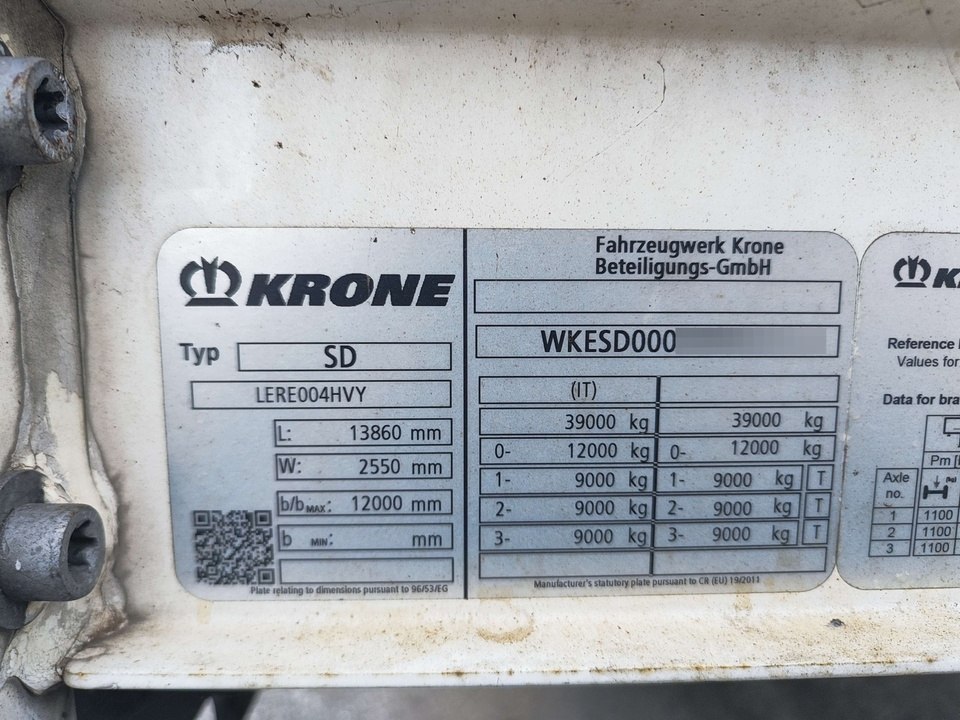 KRONE
Typ SD
LERE004HVY
L: 13860 mm
W: 2550 mm
b/b MAX: 12000 mm
b MIN: mm
Plate relating to dimensions pursuant to 96/53/EG
Fahrzeugwerk Krone
Beteiligungs-GmbH
WKESD000
(IT)
39000 kg 39000 kg
0- 12000 kg 0- 12000 kg
1- 9000 kg 1- 9000 kg T
2- 9000 kg 2- 9000 kg T
3- 9000 kg 3- 9000 kg T
Manufacturer's statutory plate pursuant to CR (EU) 19/2011
Reference
Values for
Data for bra
Pm
Axle
no.
1 1100
2 1100
3 1100